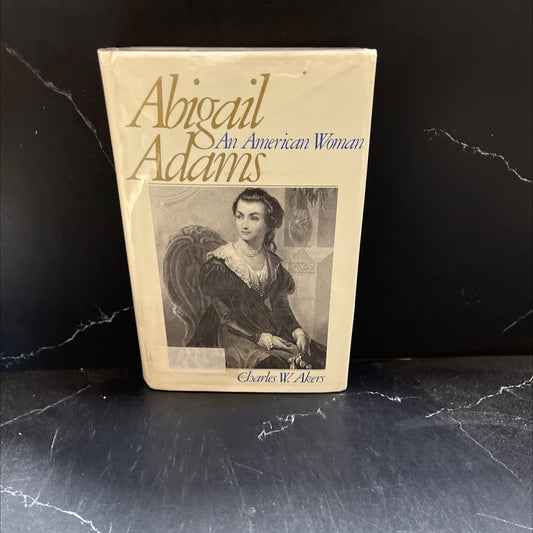 Abigail
An American Woman
Adams
Charles W. Akers